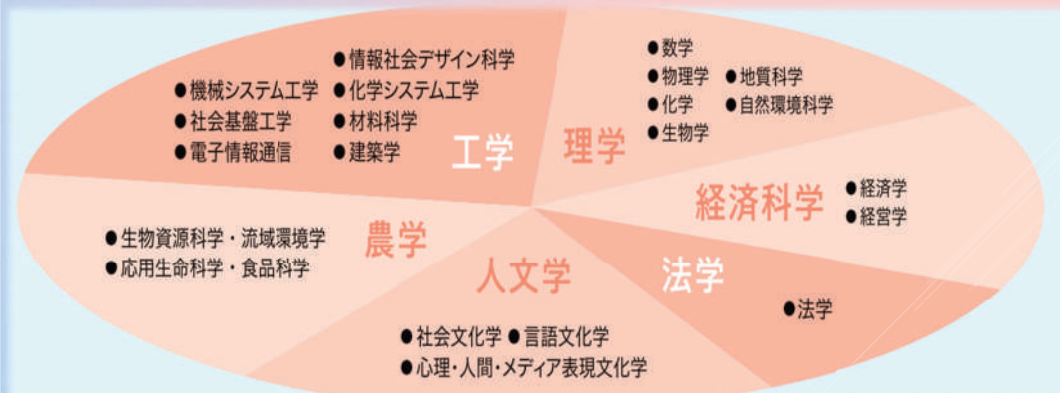 ●情報社会デザイン科学
●機械システム工学 ●化学システム工学
●社会基盤工学 ●材料科学
●電子情報通信 ●建築学
工学
●数学
●物理学 ●地質科学
●化学 ●自然環境科学
●生物学
理学
経済科学
●経済学
●経営学
●生物資源科学・流域環境学
●応用生命科学・食品科学
農学
人文学
●社会文化学 ●言語文化学
●心理・人間・メディア表現文化学
法学
●法学